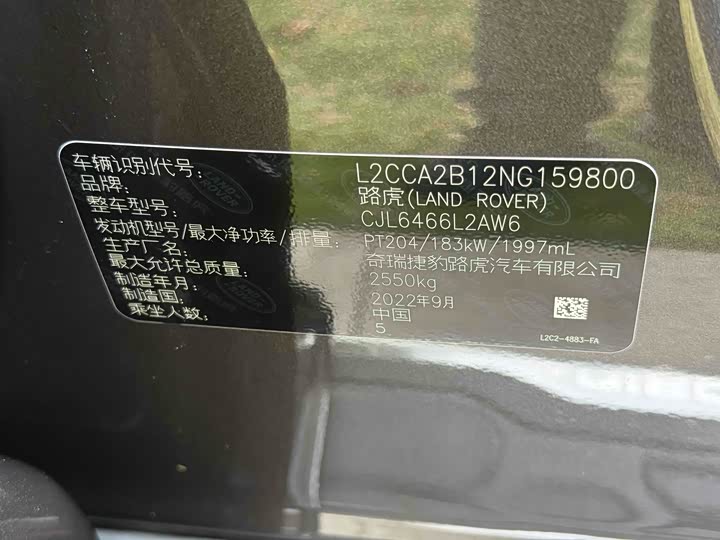 车辆识别代号: L2CCA2B12NG159800
品牌: 路虎(LAND ROVER)
整车型号: CJL6466L2AW6
发动机型号/最大净功率/排量: PT204/183kW/1997mL
生产厂名: 奇瑞捷豹路虎汽车有限公司
最大允许总质量: 2550kg
制造年月: 2022年9月
制造国: 中国
乘坐人数: 5
L2C2-4883-FA
LAND ROVER